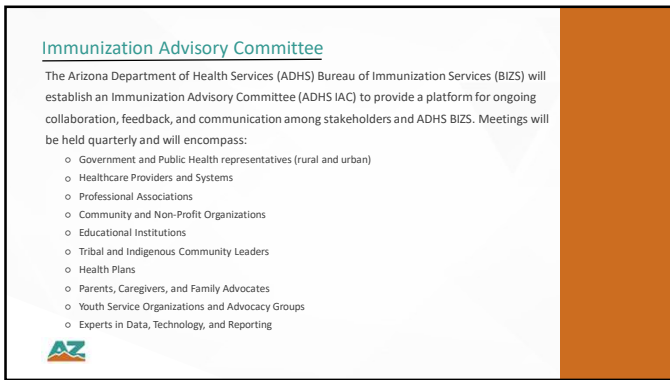 Immunization Advisory Committee
The Arizona Department of Health Services (ADHS) Bureau of Immunization Services (BIZS) will
establish an Immunization Advisory Committee (ADHS IAC) to provide a platform for ongoing
collaboration, feedback, and communication among stakeholders and ADHS BIZS. Meetings will
be held quarterly and will encompass:
o Government and Public Health representatives (rural and urban)
o Healthcare Providers and Systems
o Professional Associations
o Community and Non-Profit Organizations
o Educational Institutions
o Tribal and Indigenous Community Leaders
o Health Plans
o Parents, Caregivers, and Family Advocates
o Youth Service Organizations and Advocacy Groups
o Experts in Data, Technology, and Reporting
AZ